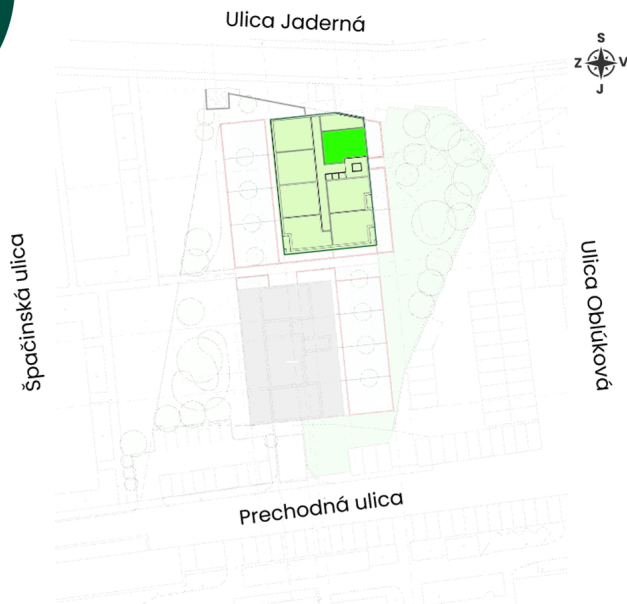 Ulica Jaderná
S
Z V
J
Špačinská ulica
Ulica Oblúková
Prechodná ulica